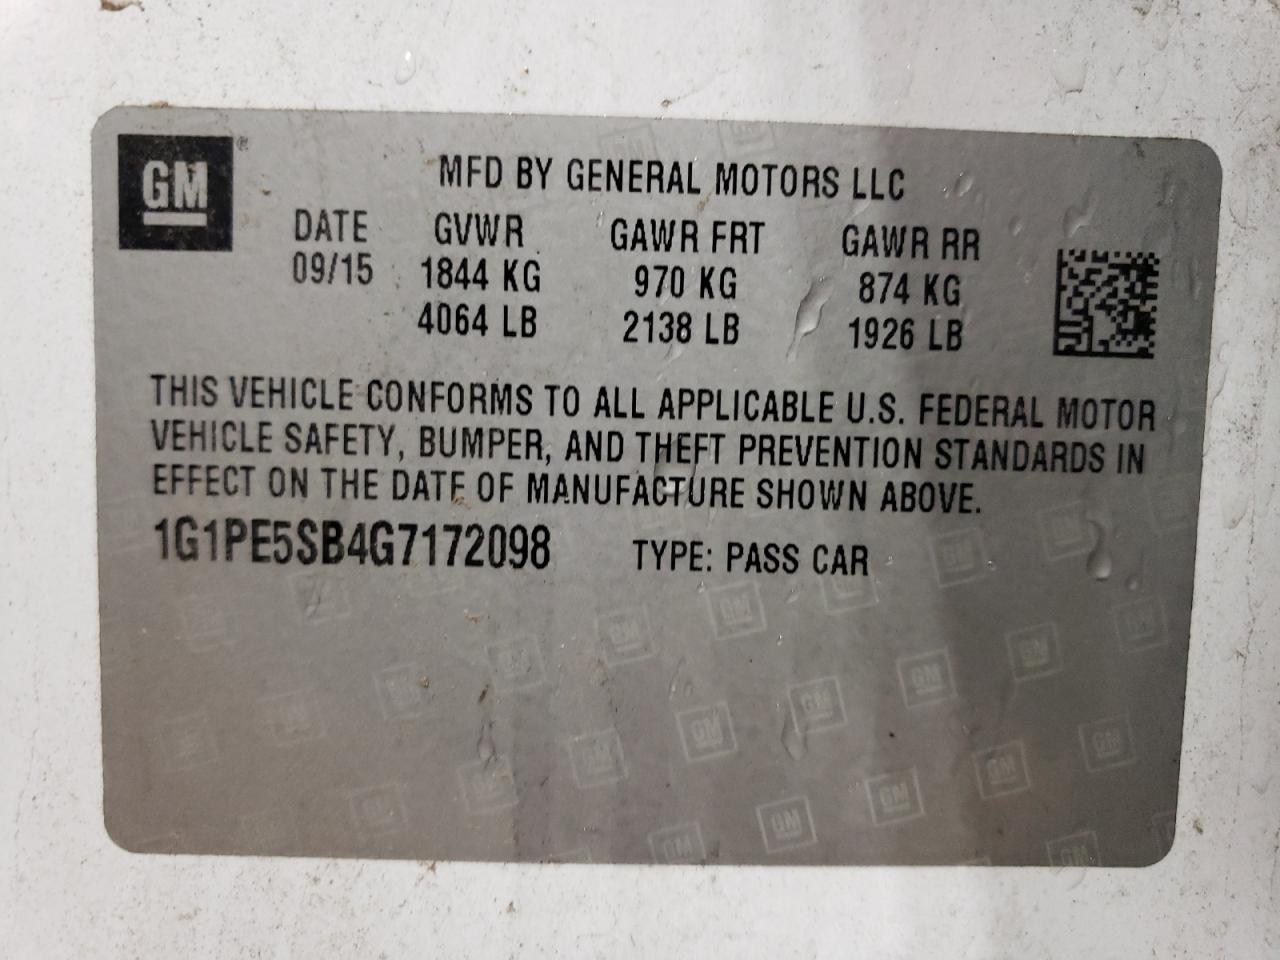 GM®
MFD BY GENERAL MOTORS LLC
DATE GVWR GAWR FRT GAWR RR
09/15 1844 KG 970 KG 874 KG
4064 LB 2138 LB 1926 LB
THIS VEHICLE CONFORMS TO ALL APPLICABLE U.S. FEDERAL MOTOR
VEHICLE SAFETY, BUMPER, AND THEFT PREVENTION STANDARDS IN
EFFECT ON THE DATE OF MANUFACTURE SHOWN ABOVE.
1G1PE5SB4G7172098 TYPE: PASS CAR